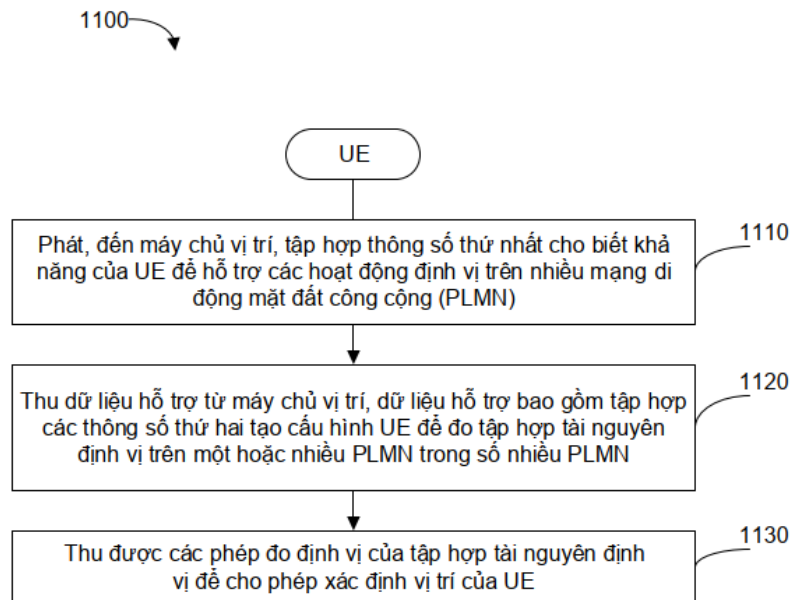 1100
UE
Phát, đến máy chủ vị trí, tập hợp thông số thứ nhất cho biết khả
năng của UE để hỗ trợ các hoạt động định vị trên nhiều mạng di
động mặt đất công cộng (PLMN)
1110
Thu dữ liệu hỗ trợ từ máy chủ vị trí, dữ liệu hỗ trợ bao gồm tập hợp
các thông số thứ hai tạo cấu hình UE để đo tập hợp tài nguyên
định vị trên một hoặc nhiều PLMN trong số nhiều PLMN
1120
Thu được các phép đo định vị của tập hợp tài nguyên định
vị để cho phép xác định vị trí của UE
1130